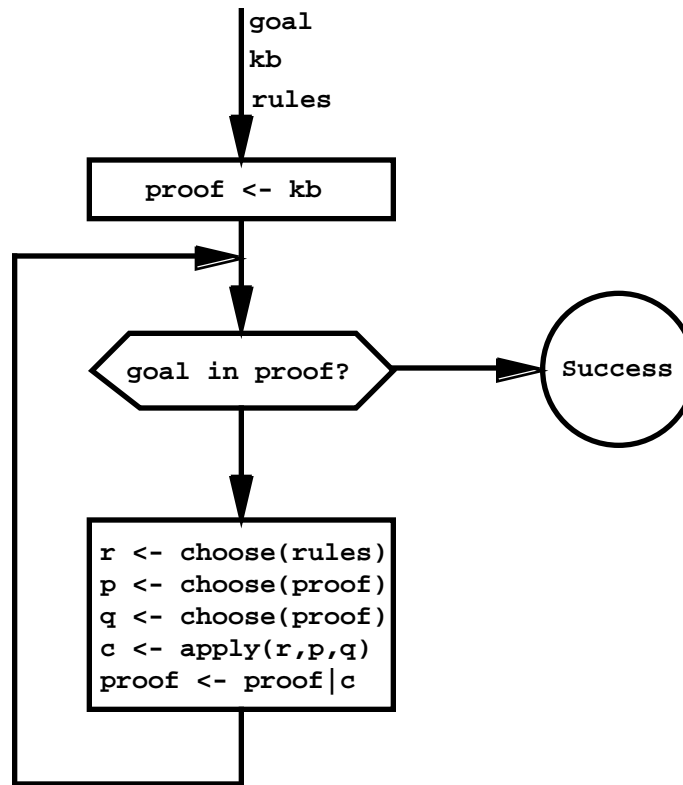 goal
kb
rules
proof <- kb
goal in proof?
Success
r <- choose(rules)
p <- choose(proof)
q <- choose(proof)
c <- apply(r,p,q)
proof <- proof|c